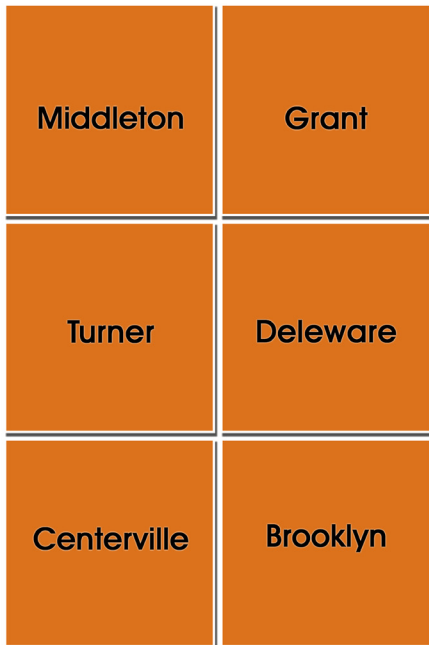 Middleton
Grant
Turner
Deleware
Centerville
Brooklyn